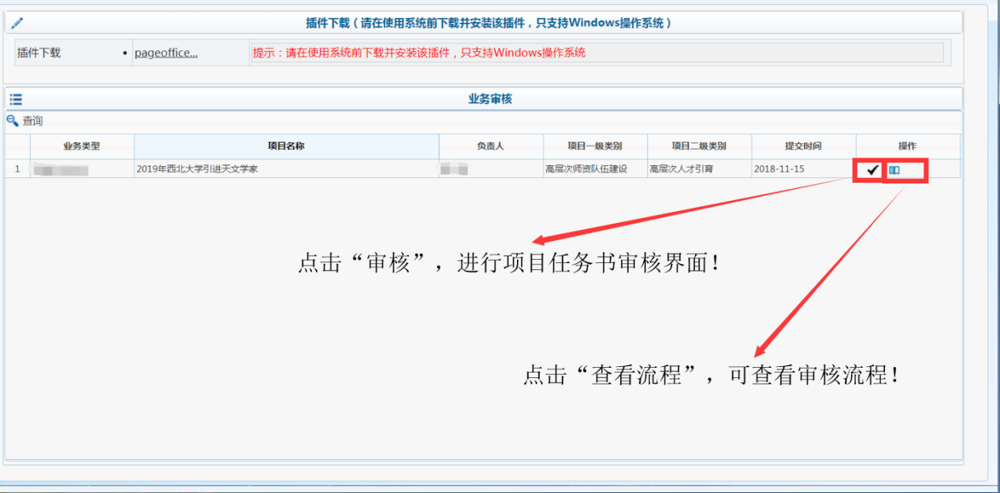 插件下载（请在使用系统前下载并安装该插件，只支持Windows操作系统）
插件下载 • pageoffice... 提示：请在使用系统前下载并安装该插件，只支持Windows操作系统
业务审核
查询
业务类型 项目名称 负责人 项目一级类别 项目二级类别 提交时间 操作
1 2019年西北大学引进天文学家 高层次师资队伍建设 高层次人才引育 2018-11-15
点击“审核”，进行项目任务书审核界面！
点击“查看流程”，可查看审核流程！